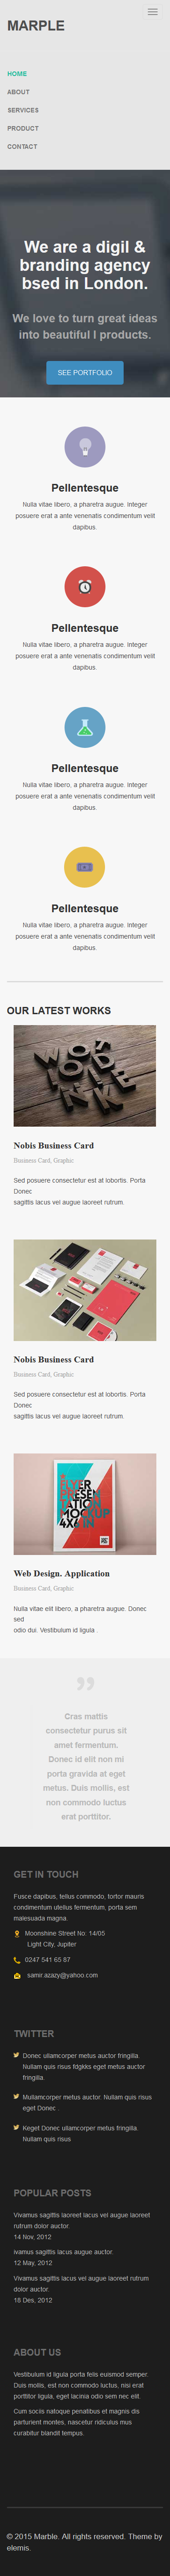 MARPLE
HOME
ABOUT
SERVICES
PRODUCT
CONTACT
We are a digil &
branding agency
bsed in London.
We love to turn great ideas
into beautiful l products.
SEE PORTFOLIO
Pellentesque
Nulla vitae libero, a pharetra augue. Integer
posuere erat a ante venenatis condimentum velit
dapibus.
Pellentesque
Nulla vitae libero, a pharetra augue. Integer
posuere erat a ante venenatis condimentum velit
dapibus.
Pellentesque
Nulla vitae libero, a pharetra augue. Integer
posuere erat a ante venenatis condimentum velit
dapibus.
Pellentesque
Nulla vitae libero, a pharetra augue. Integer
posuere erat a ante venenatis condimentum velit
dapibus.
OUR LATEST WORKS
Nobis Business Card
Business Card, Graphic
Sed posuere consectetur est at lobortis. Porta
Donec
sagittis lacus vel augue laoreet rutrum.
Nobis Business Card
Business Card, Graphic
Sed posuere consectetur est at lobortis. Porta
Donec
sagittis lacus vel augue laoreet rutrum.
FLYER
PRESEN
TATION
MOCKUP
4X6 IN
Web Design. Application
Business Card, Graphic
Nulla vitae elit libero, a pharetra augue. Donec
sed
odio dui. Vestibulum id ligula .
”
Cras mattis
consectetur purus sit
amet fermentum.
Donec id elit non mi
porta gravida at eget
metus. Duis mollis, est
non commodo luctus
erat porttitor.
GET IN TOUCH
Fusce dapibus, tellus commodo, tortor mauris
condimentum utellus fermentum, porta sem
malesuada magna.
Moonshine Street No: 14/05
Light City, Jupiter
0247 541 65 87
samir.azazy@yahoo.com
TWITTER
Donec ullamcorper metus auctor fringilla.
Nullam quis risus fdgkks eget metus auctor
fringilla.
Mullamcorper metus auctor. Nullam quis risus
eget Donec .
Keget Donec ullamcorper metus fringilla.
Nullam quis risus
POPULAR POSTS
Vivamus sagittis laoreet lacus vel augue laoreet
rutrum dolor auctor.
14 Nov, 2012
ivamus sagittis lacus augue auctor.
12 May, 2012
Vivamus sagittis lacus vel augue laoreet rutrum
dolor auctor.
18 Des, 2012
ABOUT US
Vestibulum id ligula porta felis euismod semper.
Duis mollis, est non commodo luctus, nisi erat
porttitor ligula, eget lacinia odio sem nec elit.
Cum sociis natoque penatibus et magnis dis
parturient montes, nascetur ridiculus mus
curabitur blandit tempus.
© 2015 Marble. All rights reserved. Theme by
elemis.